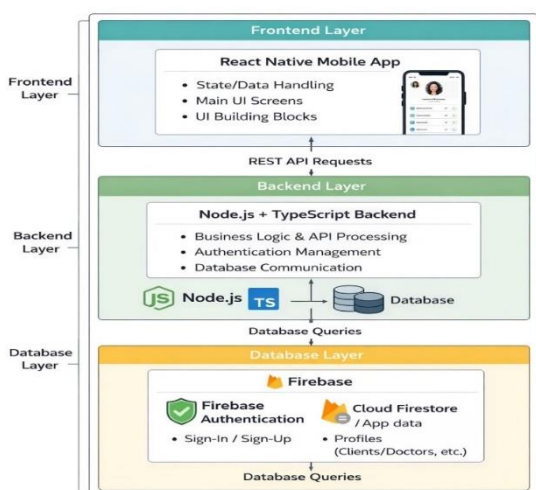 Frontend Layer
Frontend
Layer
React Native Mobile App
• State/Data Handling
• Main UI Screens
• UI Building Blocks
REST API Requests
Backend Layer
Backend
Layer
Node.js + TypeScript Backend
• Business Logic & API Processing
• Authentication Management
• Database Communication
JS Node.js TS Database
Database Queries
Database
Layer
Database Layer
Firebase
Firebase
Authentication
• Sign-In / Sign-Up
Cloud Firestore
/ App data
• Profiles
(Clients/Doctors, etc.)
Database Queries